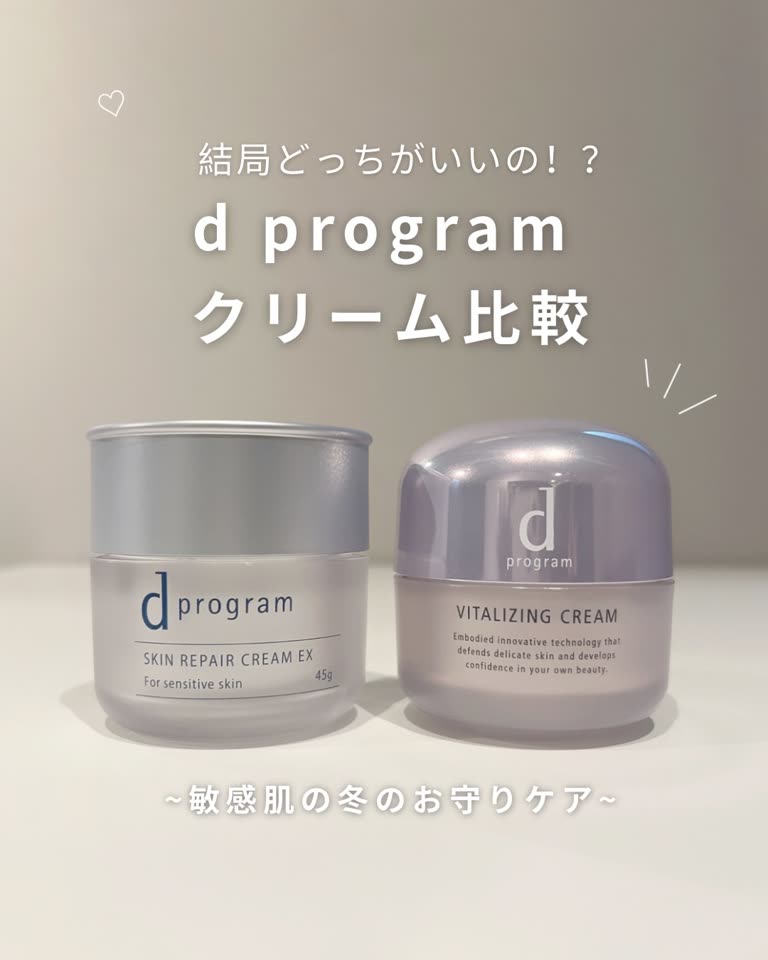 結局どっちがいいの!？
d program
クリーム比較
d program
SKIN REPAIR CREAM EX
For sensitive skin
45g
d
program
VITALIZING CREAM
Embodied innovative technology that
defends delicate skin and develops
confidence in your own beauty.
~敏感肌の冬のお守りケア~